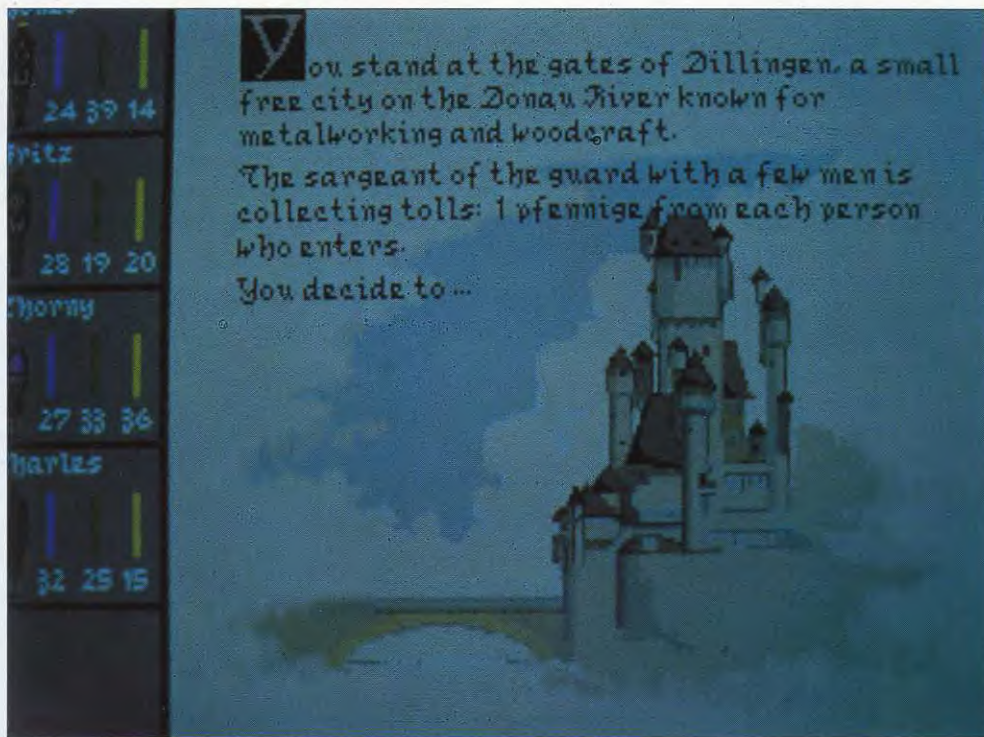 24 39 14
Fritz
28 19 20
Thorny
27 33 36
Charles
32 25 15
You stand at the gates of Dillingen, a small
free city on the Donau River known for
metalworking and woodcraft.
The sargeant of the guard with a few men is
collecting tolls: 1 pfennige from each person
who enters.
You decide to ...